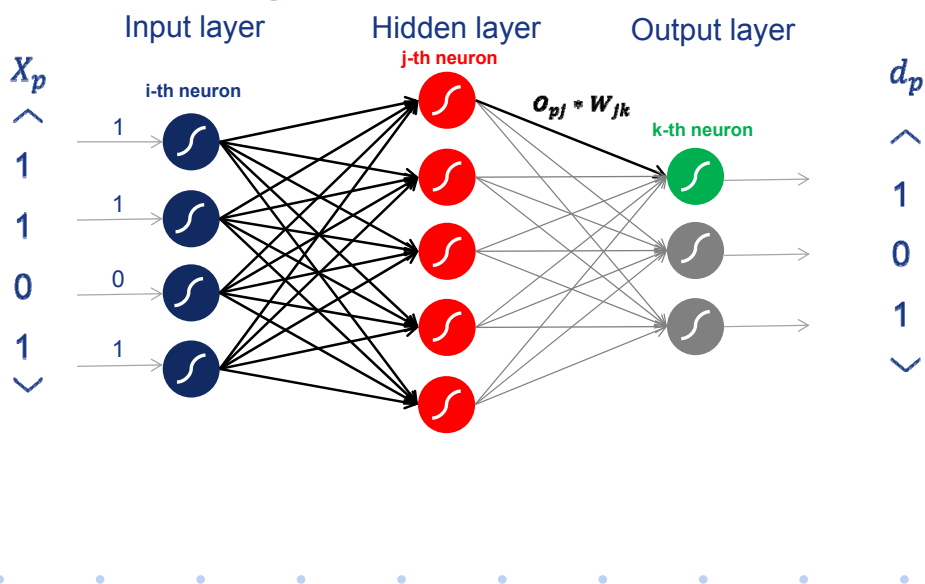 Input layer
Hidden layer
Output layer
j-th neuron
X_p
d_p
i-th neuron
O_pj * W_jk
k-th neuron
1
1
1
1
1
1
0
0
0
1
1
1